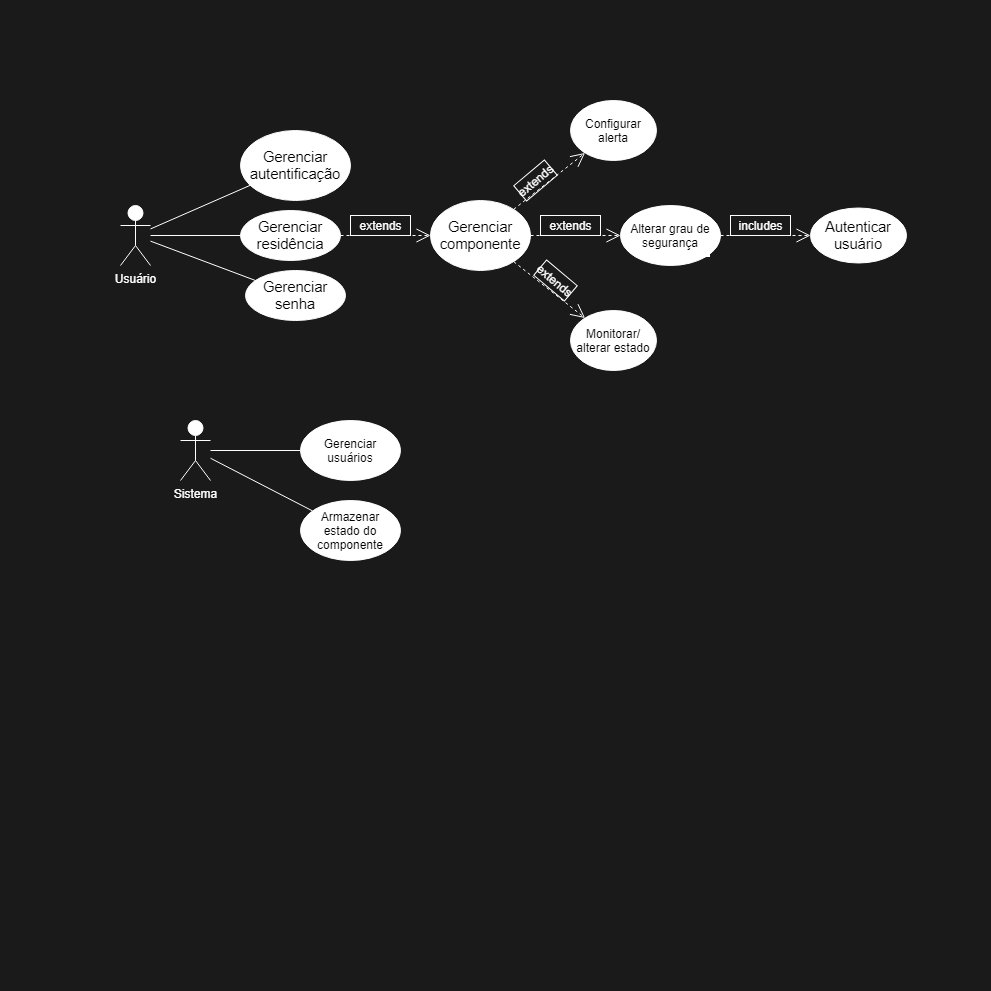 Configurar
alerta
Gerenciar
autentificação
extends
Gerenciar
residência
extends
Gerenciar
componente
extends
Alterar grau de
segurança
includes
Autenticar
usuário
Usuário
Gerenciar
senha
extends
Monitorar/
alterar estado
Gerenciar
usuários
Sistema
Armazenar
estado do
componente